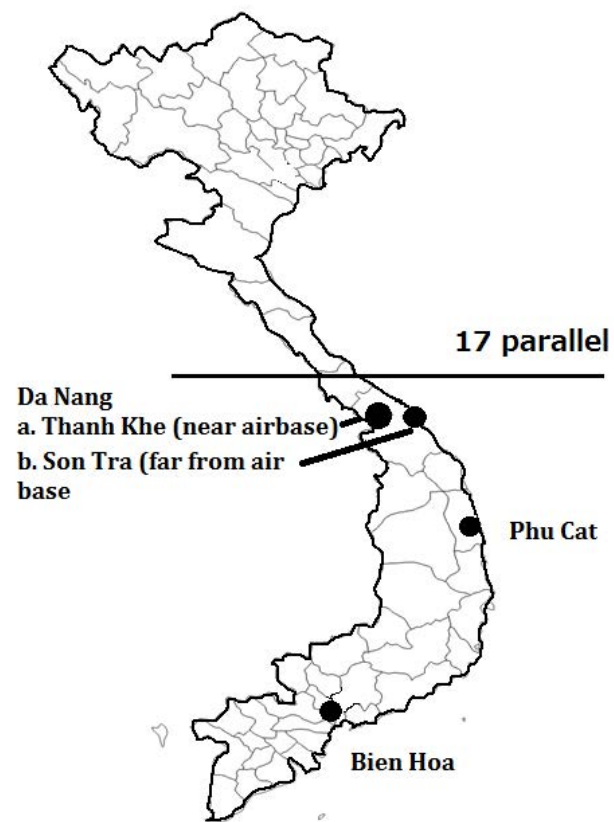 17 parallel
Da Nang
a. Thanh Khe (near airbase)
b. Son Tra (far from air
base
Phu Cat
Bien Hoa